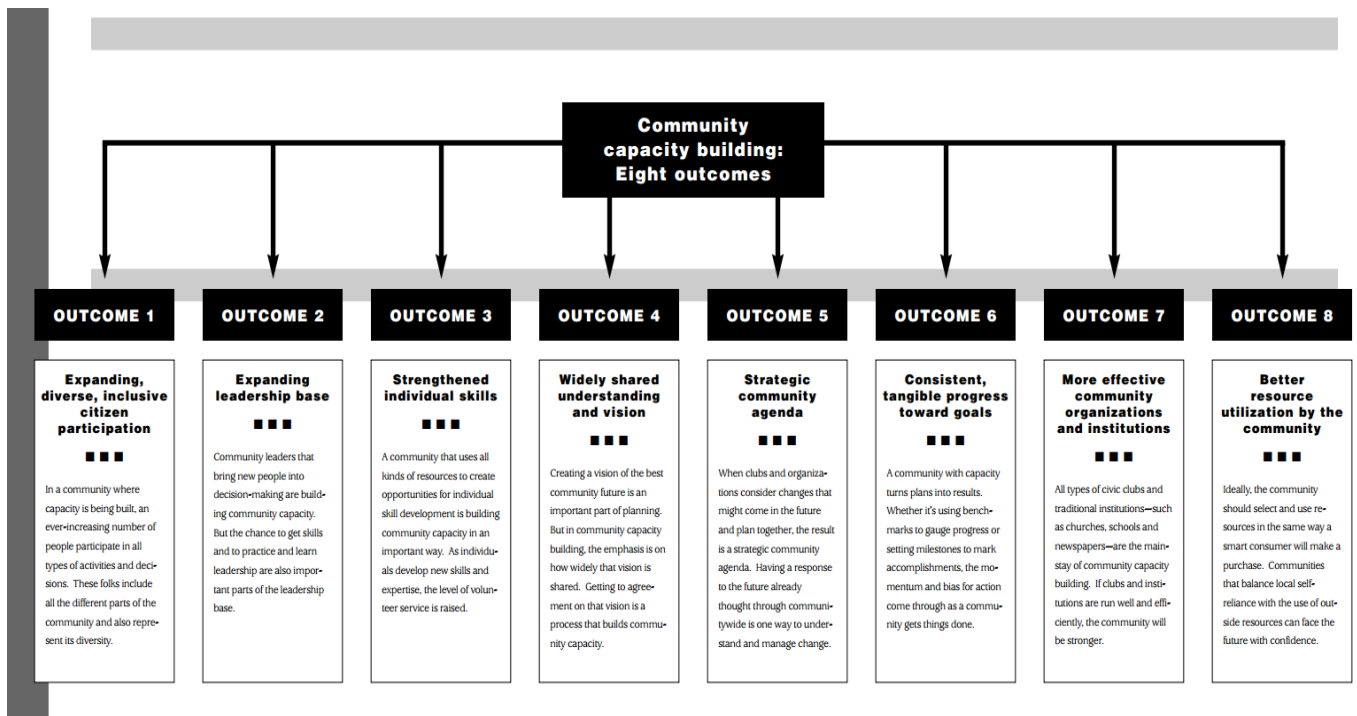 Community
capacity building:
Eight outcomes
OUTCOME 1
Expanding,
diverse, inclusive
citizen
participation
In a community where
capacity is being built, an
ever-increasing number of
people participate in all
types of activities and deci-
sions. These folks include
all the different parts of the
community and also repre-
sent its diversity.
OUTCOME 2
Expanding
leadership base
Community leaders that
bring new people into
decision-making are build-
ing community capacity.
But the chance to get skills
and to practice and learn
leadership are also impor-
tant parts of the leadership
base.
OUTCOME 3
Strengthened
individual skills
A community that uses all
kinds of resources to create
opportunities for individual
skill development is building
community capacity in an
important way. As individu-
als develop new skills and
expertise, the level of volun-
teer service is raised.
OUTCOME 4
Widely shared
understanding
and vision
Creating a vision of the best
community future is an
important part of planning.
But in community capacity
building, the emphasis is on
how widely that vision is
shared. Getting to agree-
ment on that vision is a
process that builds commu-
nity capacity.
OUTCOME 5
Strategic
community
agenda
When clubs and organiza-
tions consider changes that
might come in the future
and plan together, the result
is a strategic community
agenda. Having a response
to the future already
thought through communi-
tywide is one way to under-
stand and manage change.
OUTCOME 6
Consistent,
tangible progress
toward goals
A community with capacity
turns plans into results.
Whether it's using bench-
marks to gauge progress or
setting milestones to mark
accomplishments, the mo-
mentum and bias for action
come through as a commu-
nity gets things done.
OUTCOME 7
More effective
community
organizations
and institutions
All types of civic clubs and
traditional institutions—such
as churches, schools and
newspapers—are the main-
stay of community capacity
building. If clubs and insti-
tutions are run well and effi-
ciently, the community will
be stronger.
OUTCOME 8
Better
resource
utilization by the
community
Ideally, the community
should select and use re-
sources in the same way a
smart consumer will make a
purchase. Communities
that balance local self-
reliance with the use of out-
side resources can face the
future with confidence.